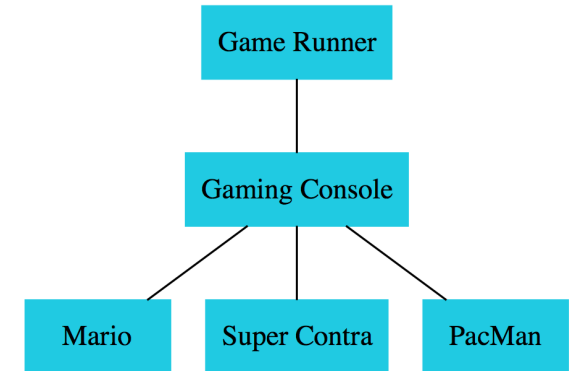 Game Runner
Gaming Console
Mario
Super Contra
PacMan